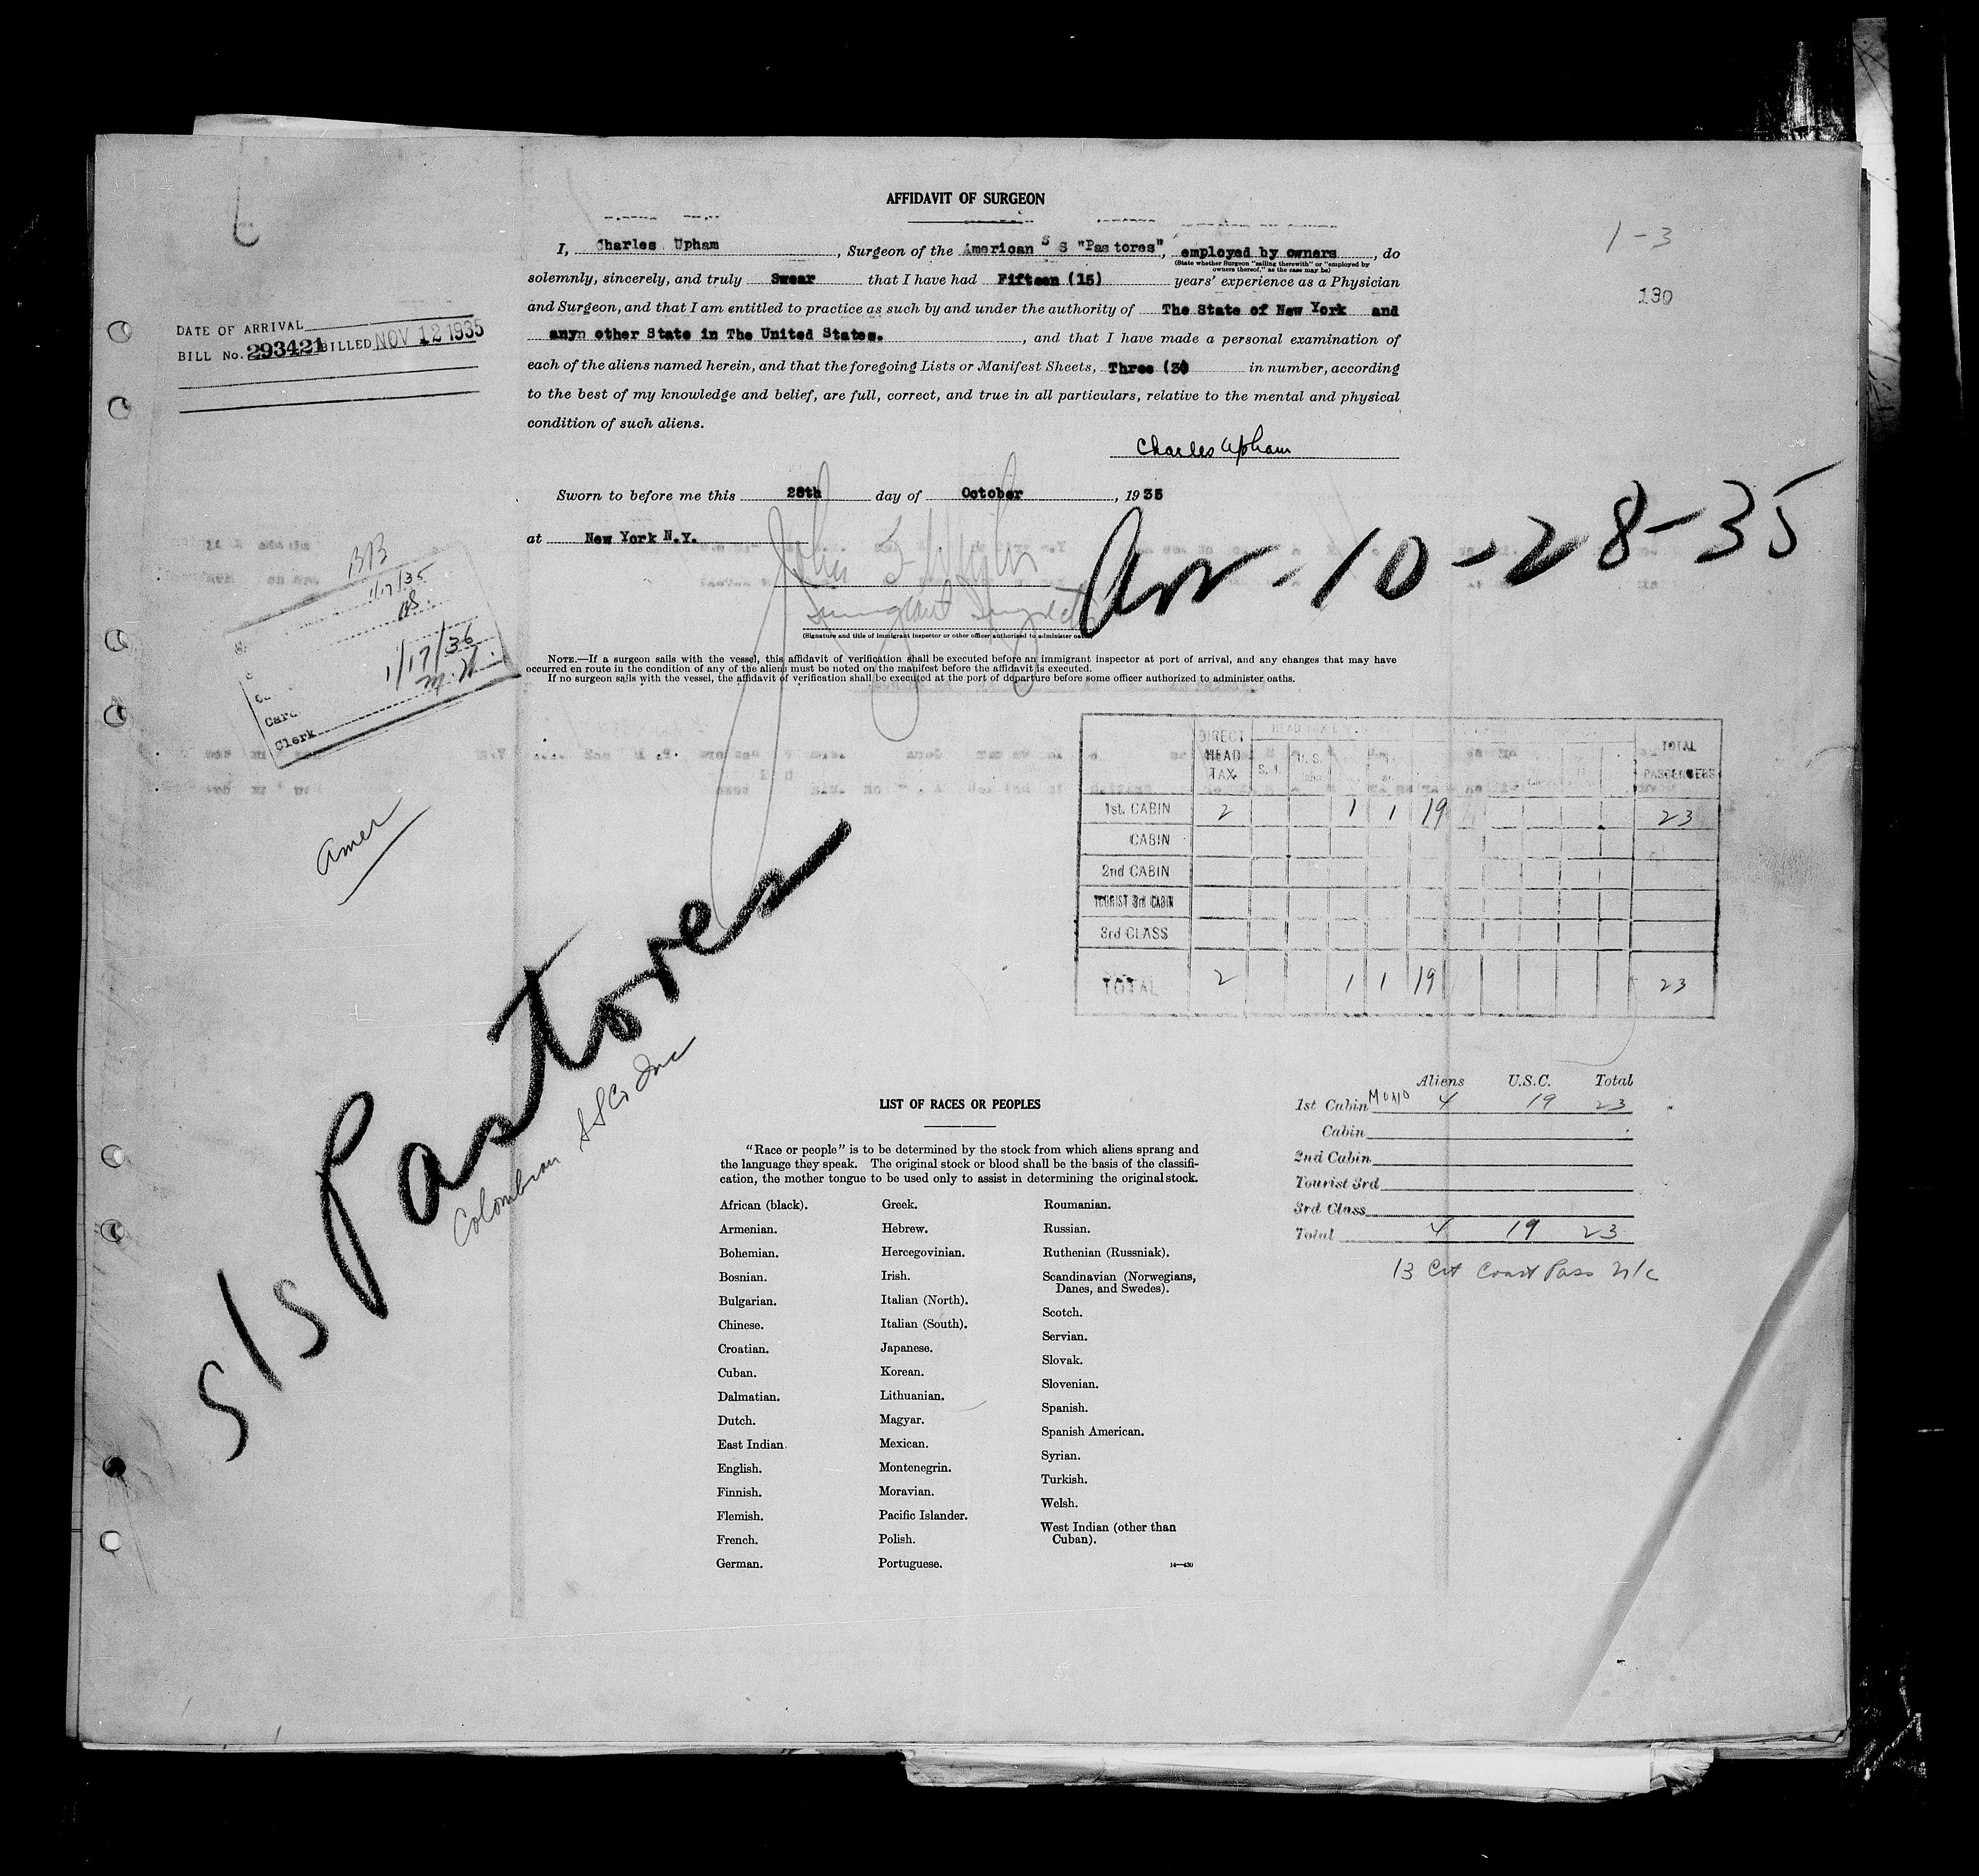 AFFIDAVIT OF SURGEON
I, Charles Upham, Surgeon of the American S S "Pastores", employed by owners, do
(State whether Surgeon "sailing therewith" or "employed by
owners thereof," as the case may be)
solemnly, sincerely, and truly Swear that I have had Fifteen (15) years' experience as a Physician
and Surgeon, and that I am entitled to practice as such by and under the authority of The State of New York and
anyn other State in The United States., and that I have made a personal examination of
each of the aliens named herein, and that the foregoing Lists or Manifest Sheets, Three (3) in number, according
to the best of my knowledge and belief, are full, correct, and true in all particulars, relative to the mental and physical
condition of such aliens.
Charles Upham
Sworn to before me this 28th day of October, 1935
at New York N.Y.
(Signature and title of immigrant inspector or other officer authorized to administer oaths)
NOTE.—If a surgeon sails with the vessel, this affidavit of verification shall be executed before an immigrant inspector at port of arrival, and any changes that may have
occurred en route in the condition of any of the aliens must be noted on the manifest before the affidavit is executed.
If no surgeon sails with the vessel, the affidavit of verification shall be executed at the port of departure before some officer authorized to administer oaths.
1-3
130
DATE OF ARRIVAL
BILL No. 293421 BILLED NOV 12 1935
Arr - 10-28-35
BB
1/17/35
1/17/36
M.H.
Clerk
Amer
S/S Pastores
Colombian SS Co Inc
DIRECT HEAD TAX S.I. U.S. TOTAL PASSENGERS
1st. CABIN 2 1 1 19 23
CABIN
2nd CABIN
TOURIST 3rd CABIN
3rd CLASS
TOTAL 2 1 1 19 23
Aliens U.S.C. Total
1st Cabin MONO 4 19 23
Cabin
2nd Cabin
Tourist 3rd
3rd Class
Total 4 19 23
13 Crt Coast Pass N/C
LIST OF RACES OR PEOPLES
"Race or people" is to be determined by the stock from which aliens sprang and
the language they speak. The original stock or blood shall be the basis of the classifi-
cation, the mother tongue to be used only to assist in determining the original stock.
African (black).
Armenian.
Bohemian.
Bosnian.
Bulgarian.
Chinese.
Croatian.
Cuban.
Dalmatian.
Dutch.
East Indian.
English.
Finnish.
Flemish.
French.
German.
Greek.
Hebrew.
Hercegovinian.
Irish.
Italian (North).
Italian (South).
Japanese.
Korean.
Lithuanian.
Magyar.
Mexican.
Montenegrin.
Moravian.
Pacific Islander.
Polish.
Portuguese.
Roumanian.
Russian.
Ruthenian (Russniak).
Scandinavian (Norwegians,
Danes, and Swedes).
Scotch.
Servian.
Slovak.
Slovenian.
Spanish.
Spanish American.
Syrian.
Turkish.
Welsh.
West Indian (other than
Cuban).
14—430